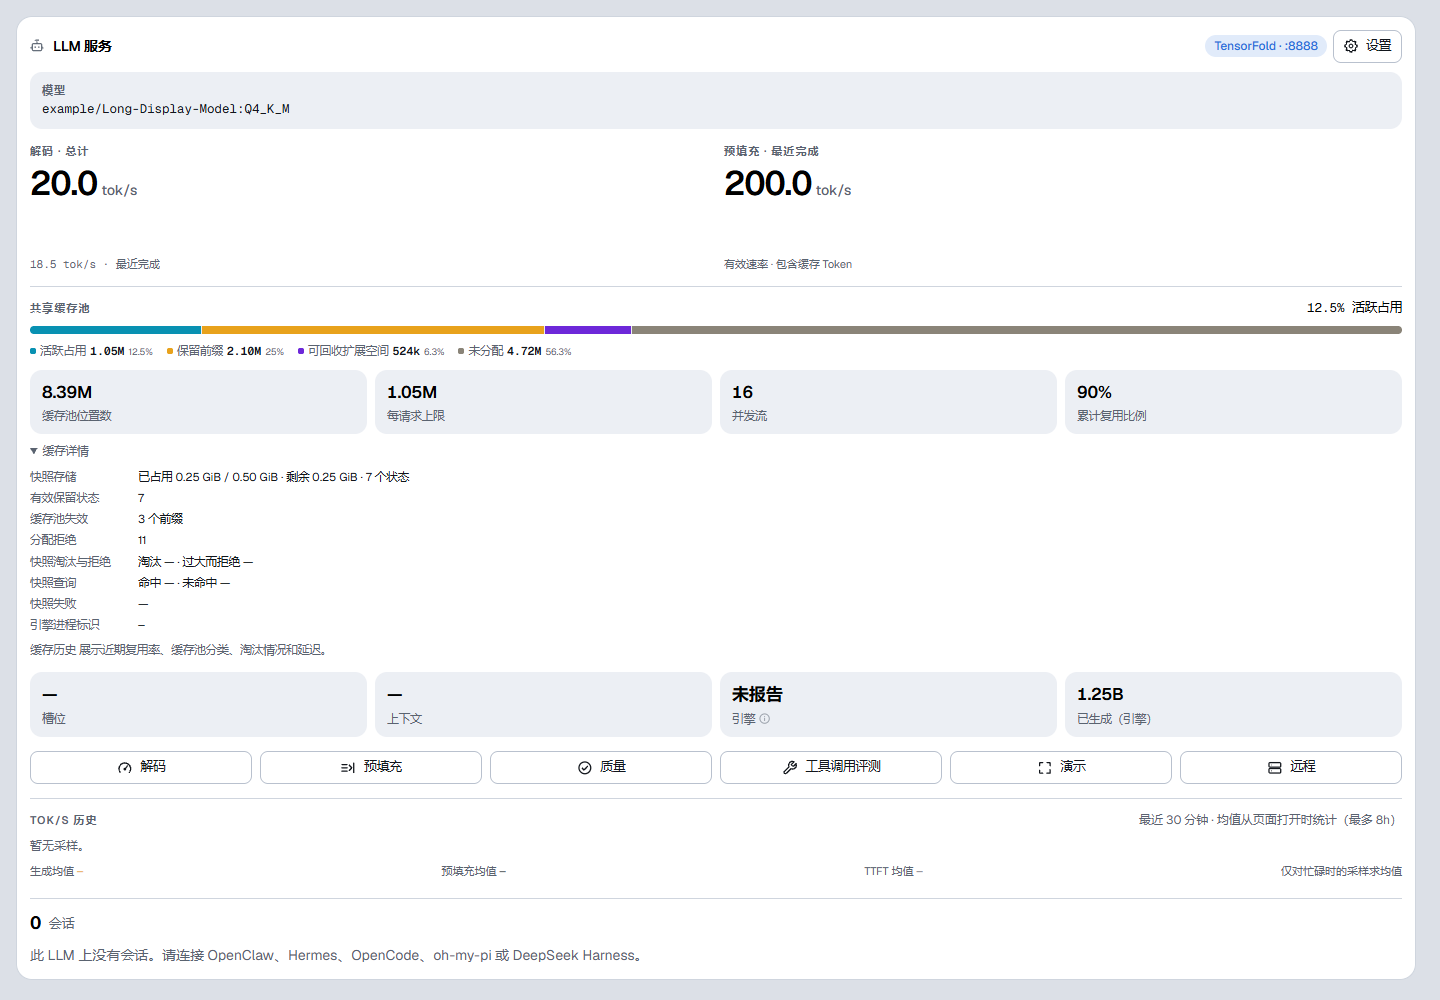 LLM 服务
TensorFold · :8888
设置
模型
example/Long-Display-Model:Q4_K_M
解码 · 总计
预填充 · 最近完成
20.0 tok/s
200.0 tok/s
18.5 tok/s · 最近完成
有效速率 · 包含缓存 Token
共享缓存池
12.5% 活跃占用
活跃占用 1.05M 12.5% 保留前缀 2.10M 25% 可回收扩展空间 524k 6.3% 未分配 4.72M 56.3%
8.39M
缓存池位置数
1.05M
每请求上限
16
并发流
90%
累计复用比例
▼ 缓存详情
快照存储 已占用 0.25 GiB / 0.50 GiB · 剩余 0.25 GiB · 7 个状态
有效保留状态 7
缓存池失效 3 个前缀
分配拒绝 11
快照淘汰与拒绝 淘汰 — · 过大而拒绝 —
快照查询 命中 — · 未命中 —
快照失败 —
引擎进程标识 –
缓存历史 展示近期复用率、缓存池分类、淘汰情况和延迟。
—
槽位
—
上下文
未报告
引擎
1.25B
已生成（引擎）
解码
预填充
质量
工具调用评测
演示
远程
TOK/S 历史
最近 30 分钟 · 均值从页面打开时统计（最多 8h）
暂无采样。
生成均值 –
预填充均值 –
TTFT 均值 –
仅对忙碌时的采样求均值
0 会话
此 LLM 上没有会话。请连接 OpenClaw、Hermes、OpenCode、oh-my-pi 或 DeepSeek Harness。